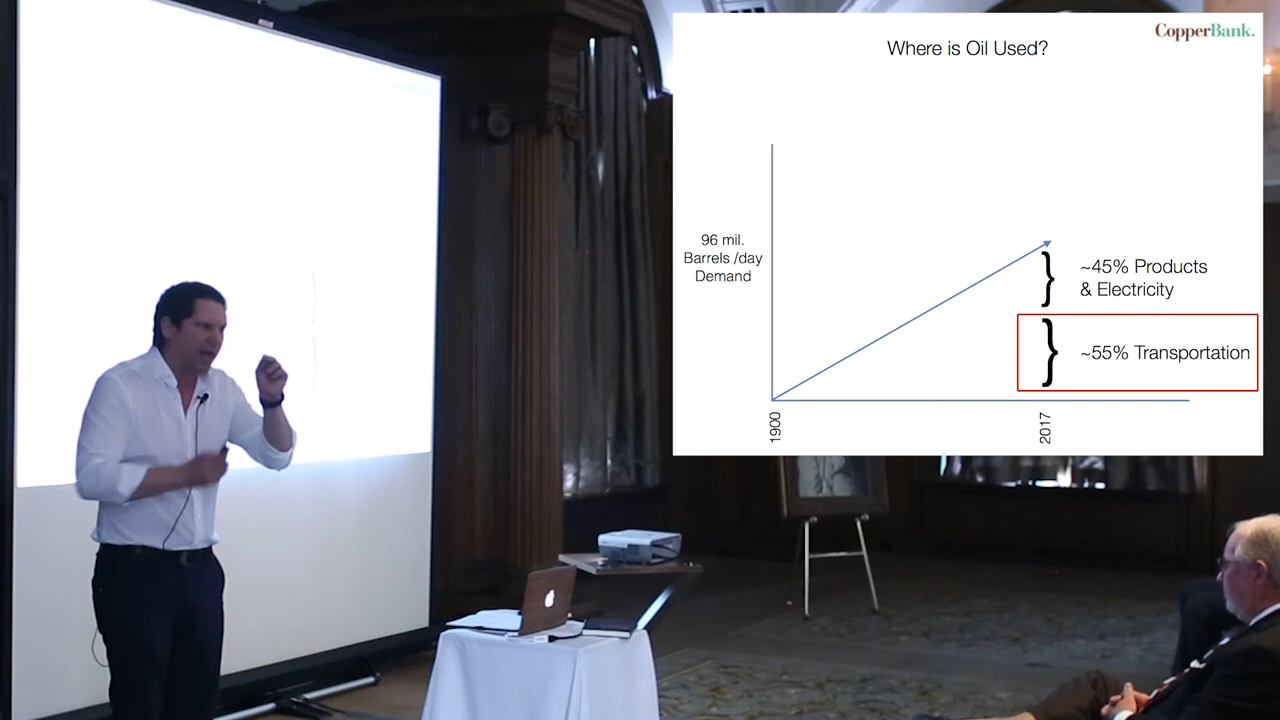 CopperBank.
Where is Oil Used?
96 mil.
Barrels /day
Demand
~45% Products
& Electricity
~55% Transportation
1900
2017